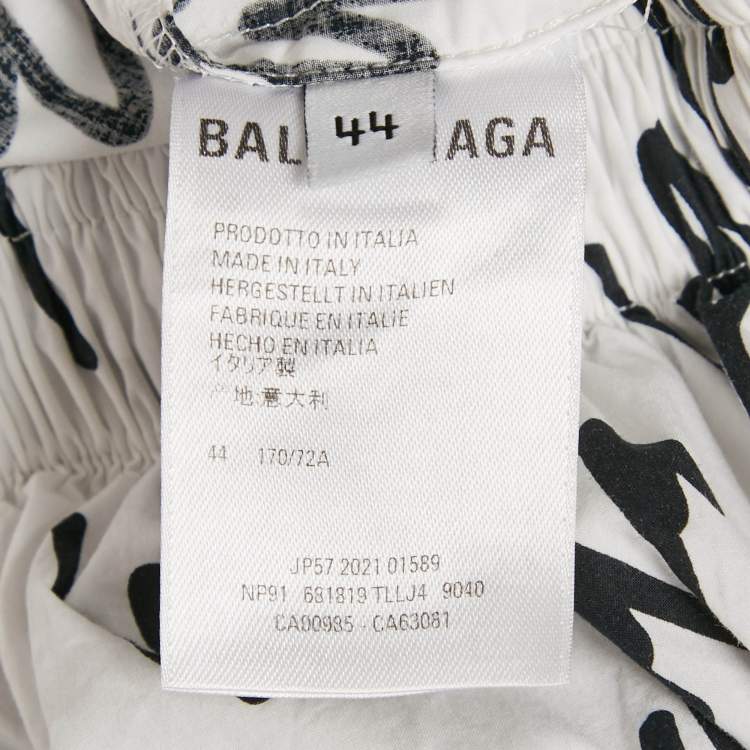 BAL AGA
44
PRODOTTO IN ITALIA
MADE IN ITALY
HERGESTELLT IN ITALIEN
FABRIQUE EN ITALIE
HECHO EN ITALIA
イタリア製
产地:意大利
44 170/72A
JP57 2021 01589
NP91 681819 TLLJ4 9040
CA00985 - CA63081